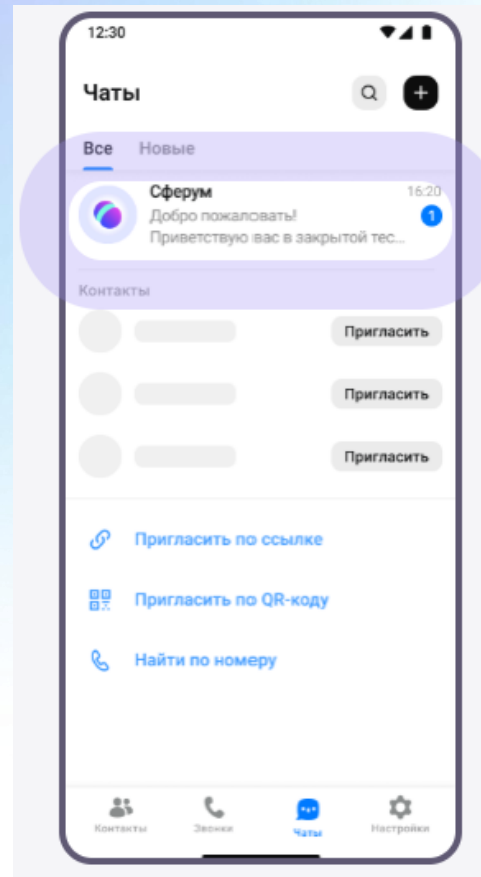 12:30
Чаты
Все Новые
Сферум 16:20
Добро пожаловать! 1
Приветствую вас в закрытой тес...
Контакты
Пригласить
Пригласить
Пригласить
Пригласить по ссылке
Пригласить по QR-коду
Найти по номеру
Контакты Звонки Чаты Настройки